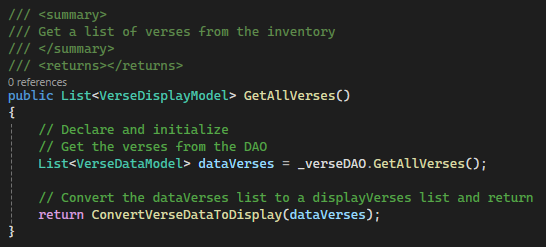 /// <summary>
/// Get a list of verses from the inventory
/// </summary>
/// <returns></returns>
0 references
public List<VerseDisplayModel> GetAllVerses()
{
// Declare and initialize
// Get the verses from the DAO
List<VerseDataModel> dataVerses = _verseDAO.GetAllVerses();
// Convert the dataVerses list to a displayVerses list and return
return ConvertVerseDataToDisplay(dataVerses);
}